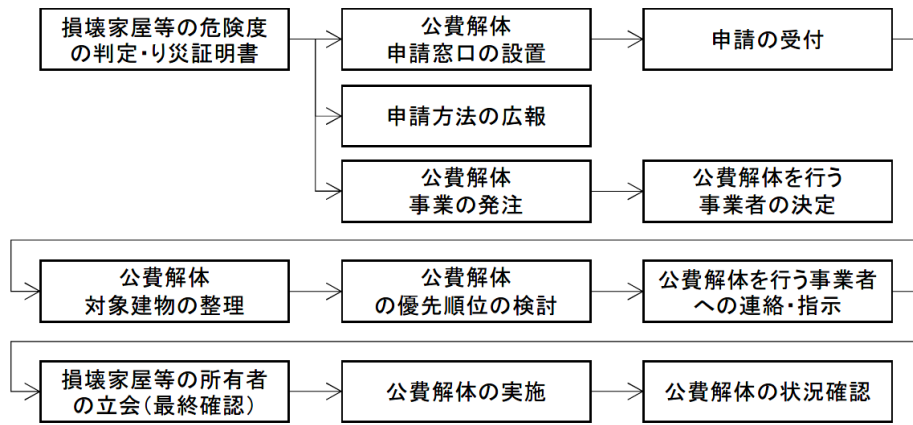 損壊家屋等の危険度
の判定・り災証明書
公費解体
申請窓口の設置
申請の受付
申請方法の広報
公費解体
事業の発注
公費解体を行う
事業者の決定
公費解体
対象建物の整理
公費解体
の優先順位の検討
公費解体を行う事業者
への連絡・指示
損壊家屋等の所有者
の立会(最終確認)
公費解体の実施
公費解体の状況確認